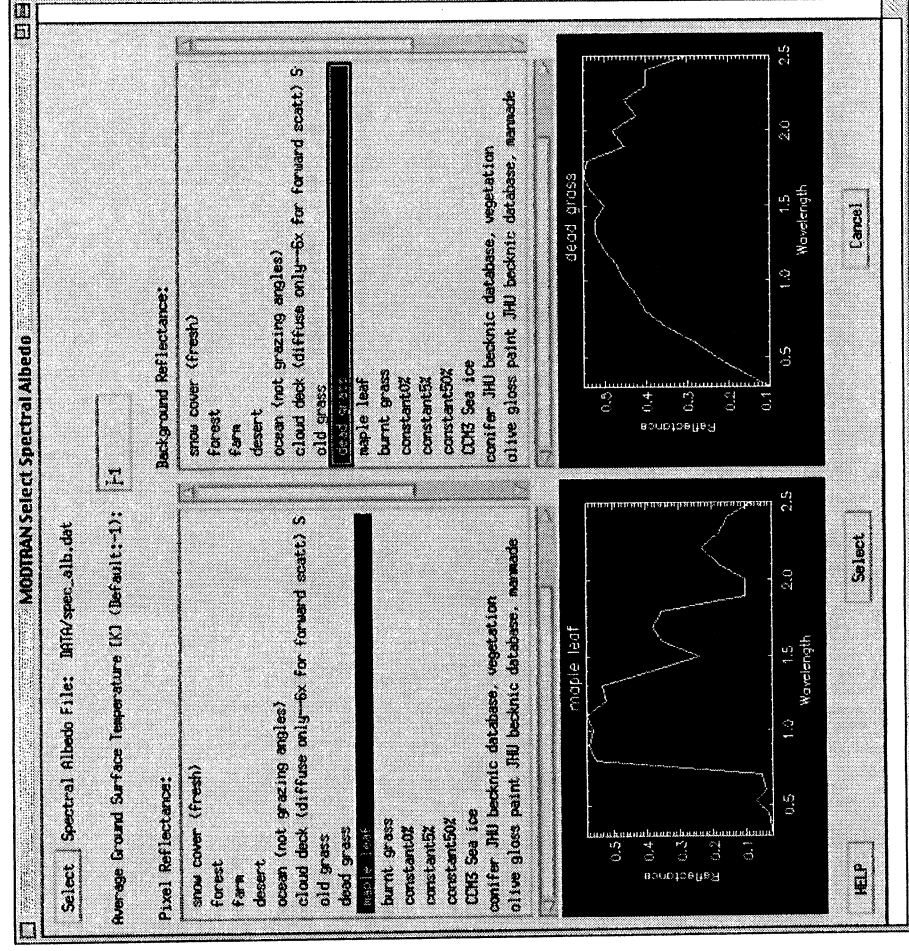 MODTRAN Select Spectral Albedo
Select Spectral Albedo File: DATA/spec_alb.dat
Average Ground Surface Temperature [K] (Default:-1): -1
Pixel Reflectance:
snow cover (fresh)
forest
farm
desert
ocean (not grazing angles)
cloud deck (diffuse only--6x for forward scatt) S
old grass
dead grass
maple leaf
burnt grass
constant0%
constant5%
constant50%
CCM3 Sea ice
conifer JHU becknic database, vegetation
olive gloss paint JHU becknic database, manmade
Background Reflectance:
snow cover (fresh)
forest
farm
desert
ocean (not grazing angles)
cloud deck (diffuse only--6x for forward scatt) S
old grass
dead grass
maple leaf
burnt grass
constant0%
constant5%
constant50%
CCM3 Sea ice
conifer JHU becknic database, vegetation
olive gloss paint JHU becknic database, manmade
maple leaf
Reflectance
0.5
0.4
0.3
0.2
0.1
0.5 1.0 1.5 2.0 2.5
Wavelength
dead grass
Reflectance
0.5
0.4
0.3
0.2
0.1
0.5 1.0 1.5 2.0 2.5
Wavelength
HELP Select Cancel